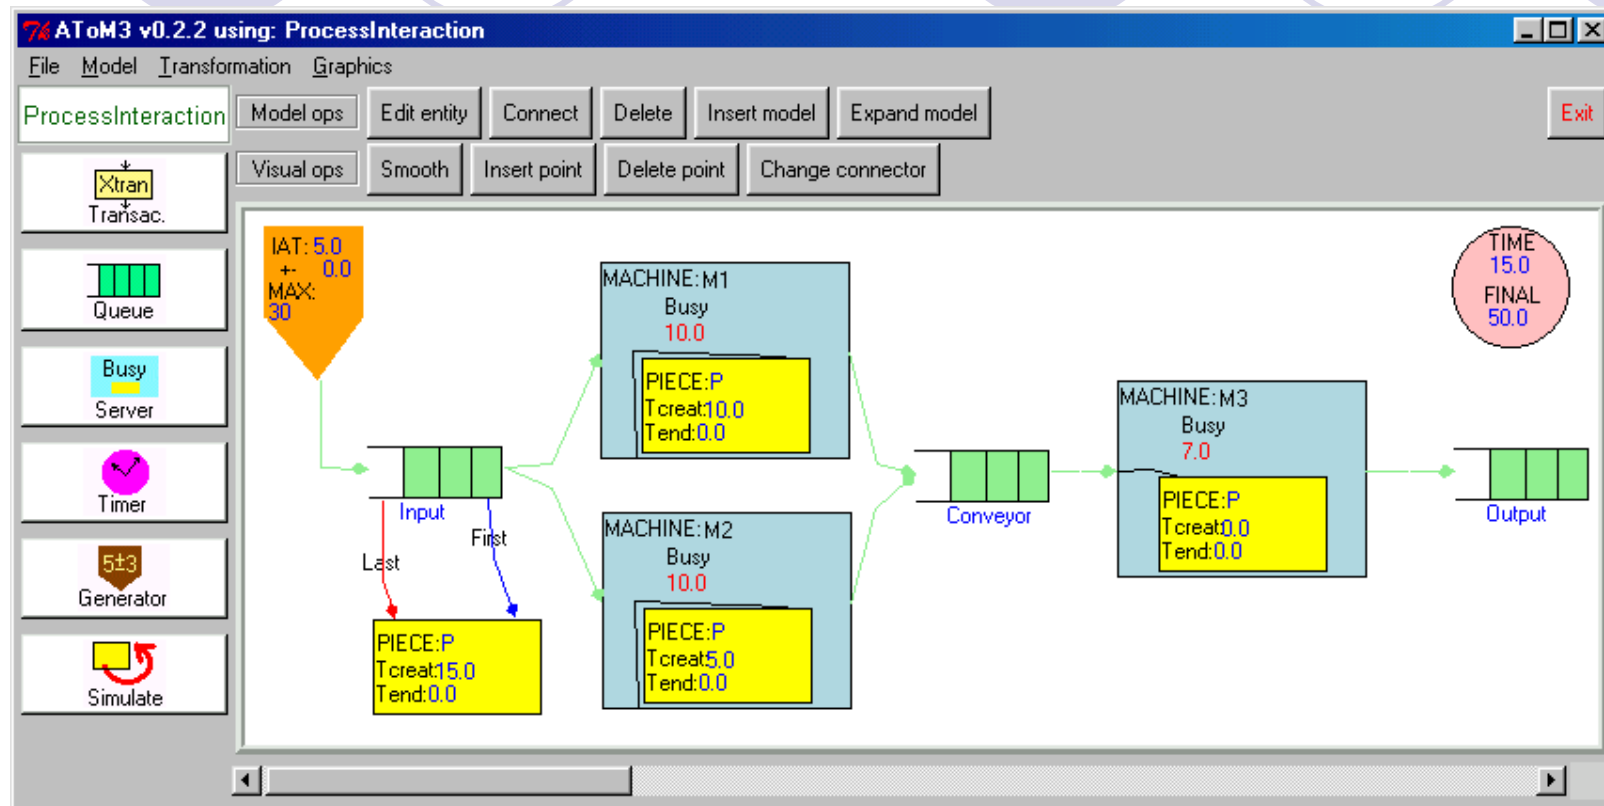 AToM3 v0.2.2 using: ProcessInteraction
File Model Transformation Graphics
ProcessInteraction Model ops Edit entity Connect Delete Insert model Expand model Exit
Visual ops Smooth Insert point Delete point Change connector
Xtran
Transac.
Queue
Busy
Server
Timer
5±3
Generator
Simulate
IAT: 5.0
+- 0.0
MAX:
30
Input
Last
First
PIECE:P
Tcreat:15.0
Tend:0.0
MACHINE:M1
Busy
10.0
PIECE:P
Tcreat:10.0
Tend:0.0
MACHINE:M2
Busy
10.0
PIECE:P
Tcreat:5.0
Tend:0.0
Conveyor
MACHINE:M3
Busy
7.0
PIECE:P
Tcreat:0.0
Tend:0.0
TIME
15.0
FINAL
50.0
Output